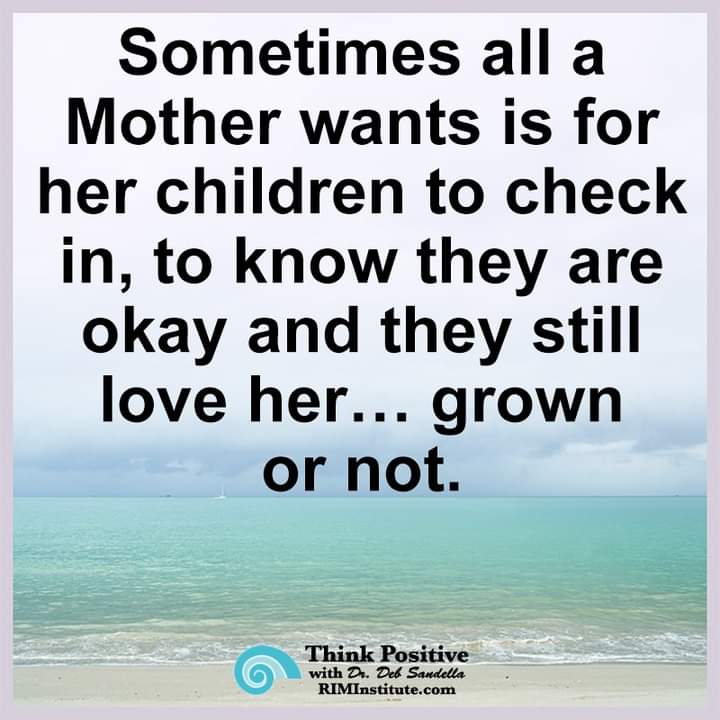 Sometimes all a
Mother wants is for
her children to check
in, to know they are
okay and they still
love her... grown
or not.
Think Positive
with Dr. Deb Sandella
RIMInstitute.com